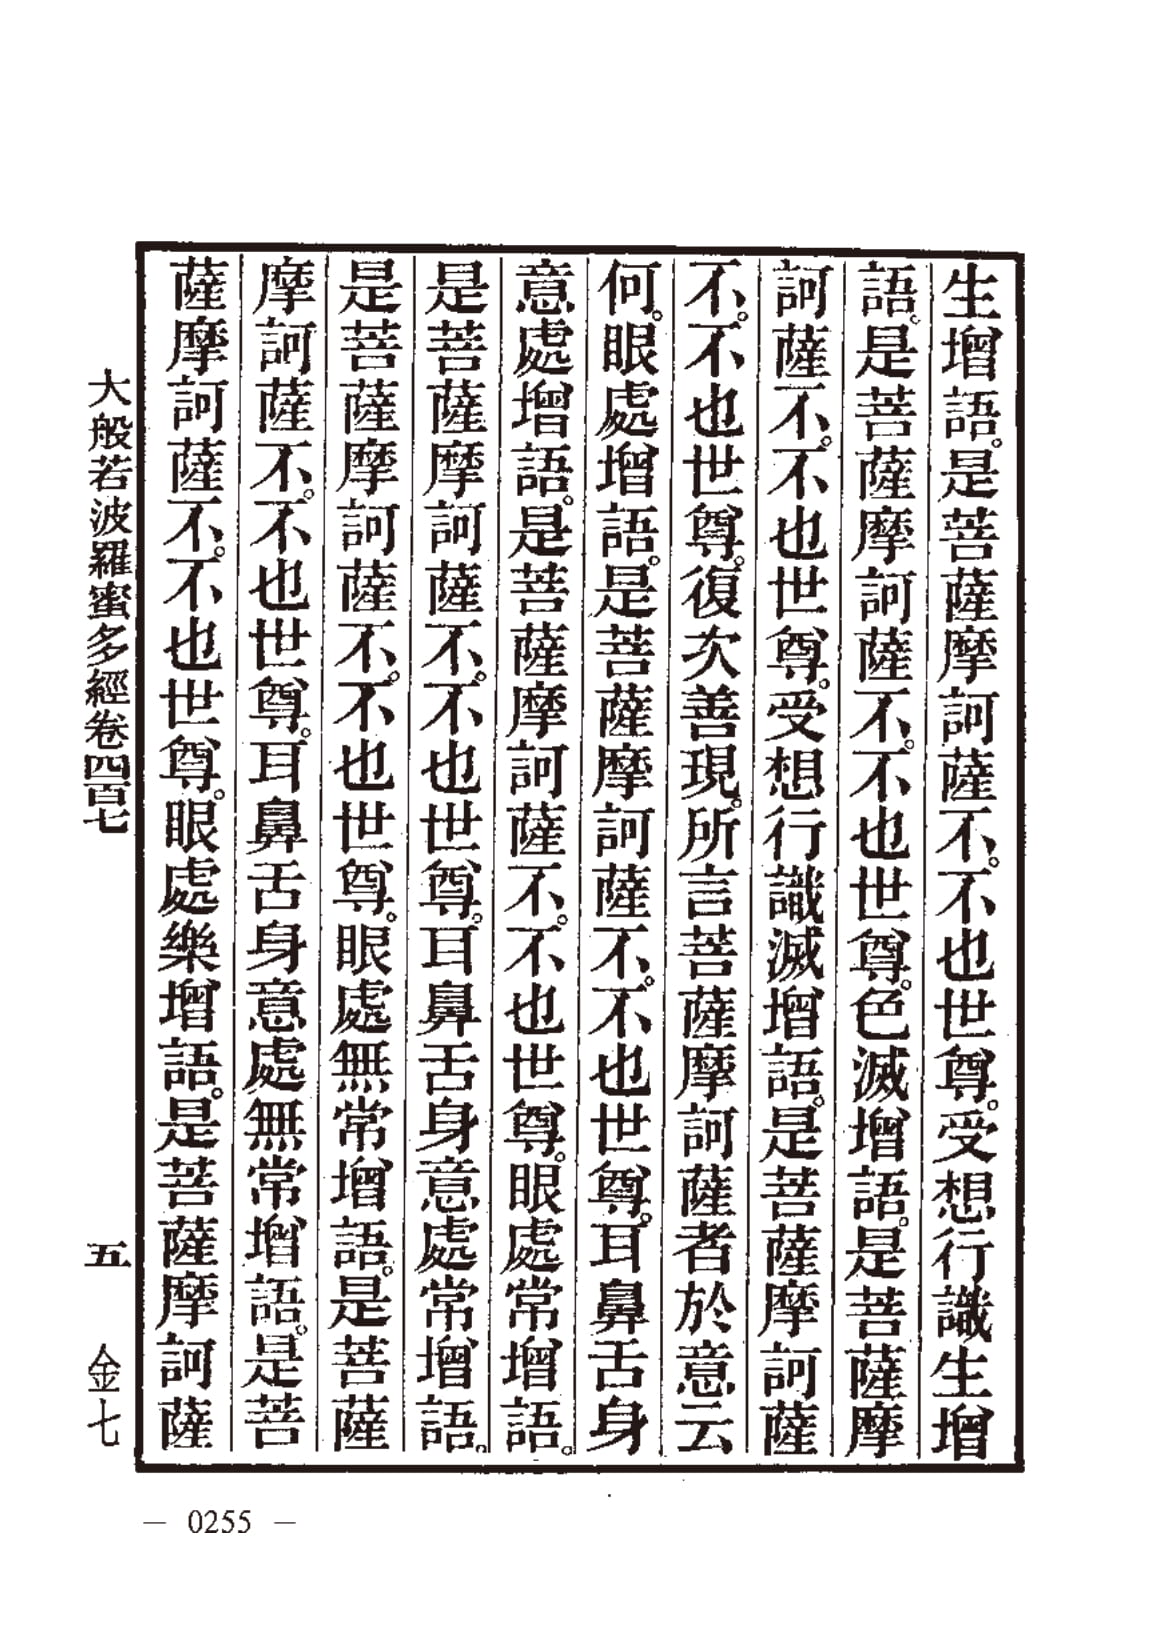 生增語。是菩薩摩訶薩不。不也世尊。受想行識生增
語。是菩薩摩訶薩不。不也世尊。色滅增語。是菩薩摩
訶薩不。不也世尊。受想行識滅增語。是菩薩摩訶薩
不。不也世尊。復次善現。所言菩薩摩訶薩者於意云
何。眼處增語。是菩薩摩訶薩不。不也世尊。耳鼻舌身
意處增語。是菩薩摩訶薩不。不也世尊。眼處常增語。
是菩薩摩訶薩不。不也世尊。耳鼻舌身意處常增語。
是菩薩摩訶薩不。不也世尊。眼處無常增語。是菩薩
摩訶薩不。不也世尊。耳鼻舌身意處無常增語。是菩
薩摩訶薩不。不也世尊。眼處樂增語。是菩薩摩訶薩
大般若波羅蜜多經卷四百七 五 金七
— 0255 —